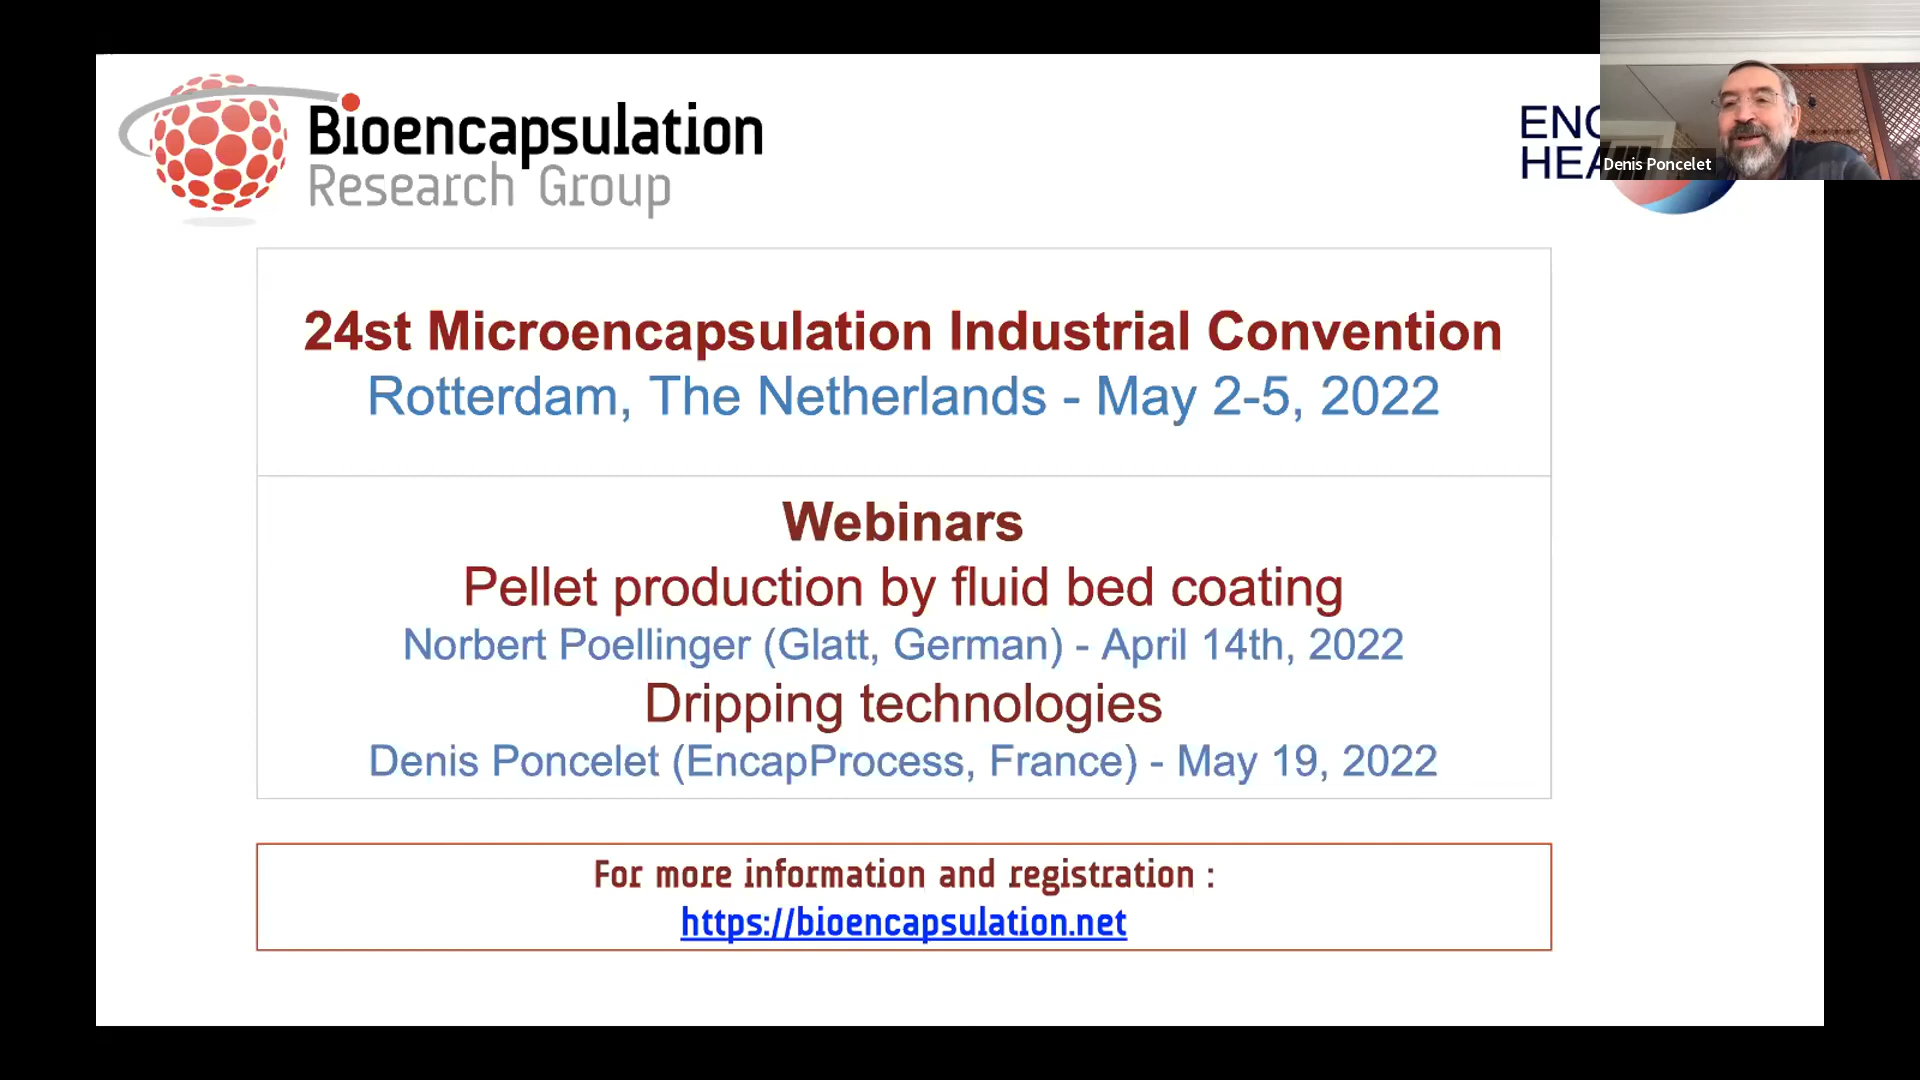 Bioencapsulation
Research Group
Denis Poncelet
24st Microencapsulation Industrial Convention
Rotterdam, The Netherlands - May 2-5, 2022
Webinars
Pellet production by fluid bed coating
Norbert Poellinger (Glatt, German) - April 14th, 2022
Dripping technologies
Denis Poncelet (EncapProcess, France) - May 19, 2022
For more information and registration :
https://bioencapsulation.net